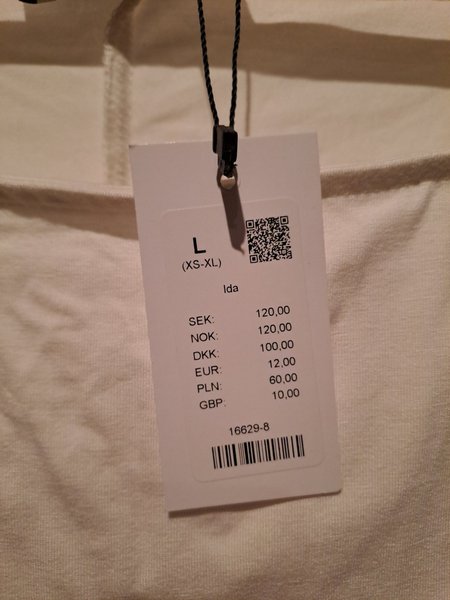 L
(XS-XL)
Ida
SEK: 120,00
NOK: 120,00
DKK: 100,00
EUR: 12,00
PLN: 60,00
GBP: 10,00
16629-8